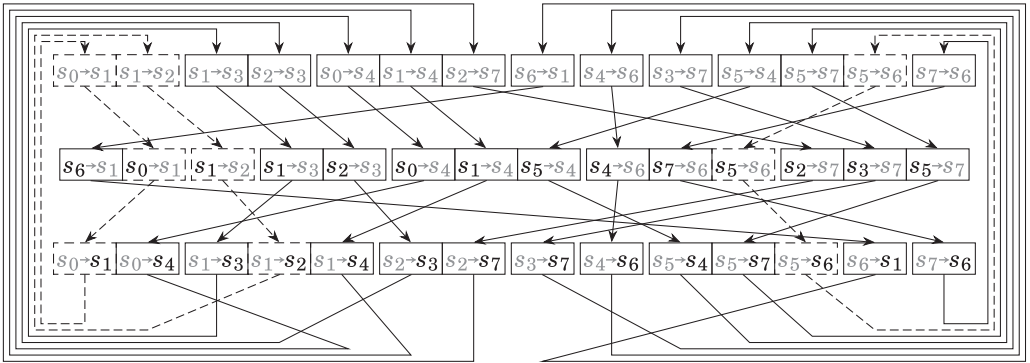 s₀→s₁ s₁→s₂ s₁→s₃ s₂→s₃ s₀→s₄ s₁→s₄ s₂→s₇ s₆→s₁ s₄→s₆ s₃→s₇ s₅→s₄ s₅→s₇ s₅→s₆ s₇→s₆
s₆→s₁ s₀→s₁ s₁→s₂ s₁→s₃ s₂→s₃ s₀→s₄ s₁→s₄ s₅→s₄ s₄→s₆ s₇→s₆ s₅→s₆ s₂→s₇ s₃→s₇ s₅→s₇
s₀→s₁ s₀→s₄ s₁→s₃ s₁→s₂ s₁→s₄ s₂→s₃ s₂→s₇ s₃→s₇ s₄→s₆ s₅→s₄ s₅→s₇ s₅→s₆ s₆→s₁ s₇→s₆